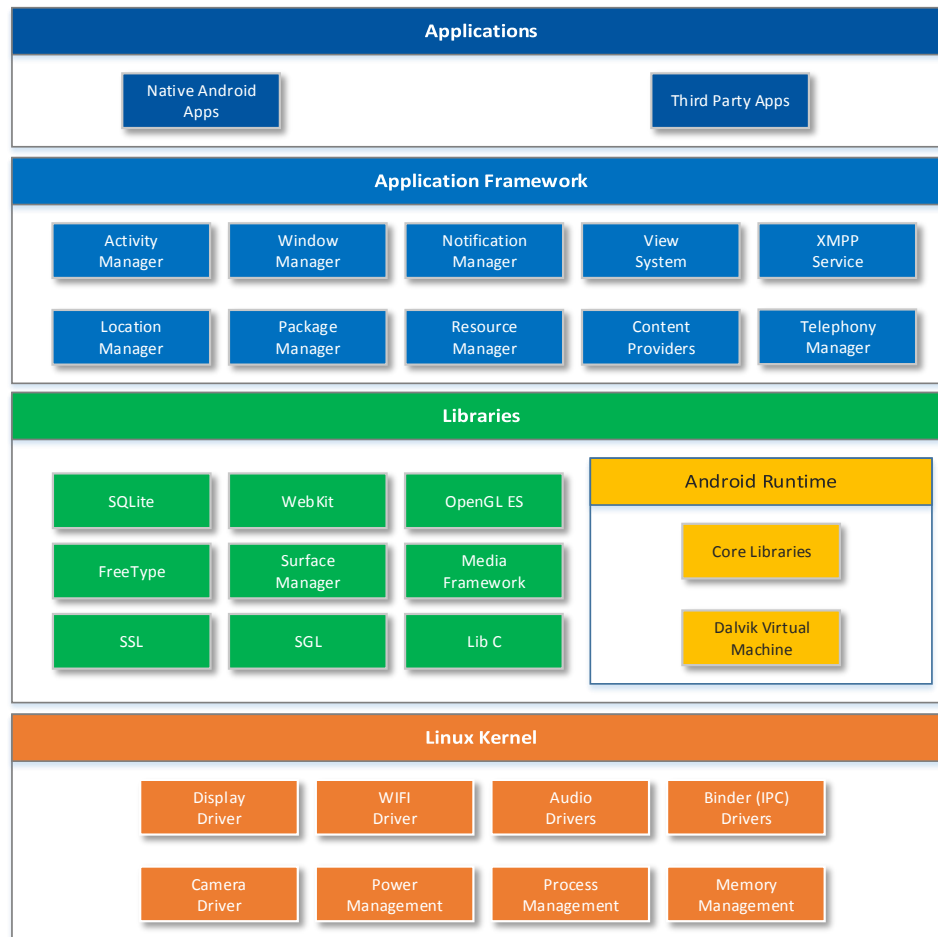 Applications
Native Android
Apps
Third Party Apps
Application Framework
Activity
Manager
Window
Manager
Notification
Manager
View
System
XMPP
Service
Location
Manager
Package
Manager
Resource
Manager
Content
Providers
Telephony
Manager
Libraries
SQLite
WebKit
OpenGL ES
FreeType
Surface
Manager
Media
Framework
SSL
SGL
Lib C
Android Runtime
Core Libraries
Dalvik Virtual
Machine
Linux Kernel
Display
Driver
WIFI
Driver
Audio
Drivers
Binder (IPC)
Drivers
Camera
Driver
Power
Management
Process
Management
Memory
Management